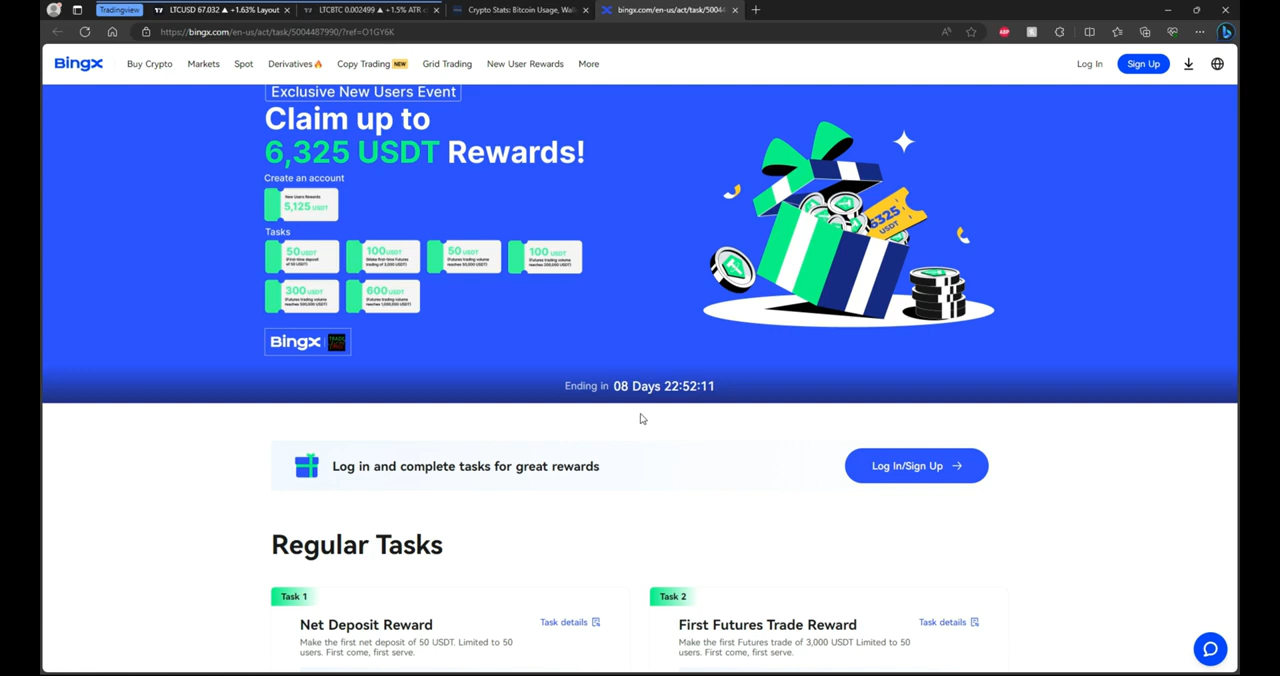 Tradingview
LTCUSD 67.032 ▲ +1.63% Layout
LTCBTC 0.002499 ▲ +1.5% ATR
Crypto Stats: Bitcoin Usage, Wal
bingx.com/en-us/act/task/5004
https://bingx.com/en-us/act/task/5004487990/?ref=O1GY6K
BingX
Buy Crypto
Markets
Spot
Derivatives
Copy Trading NEW
Grid Trading
New User Rewards
More
Log In
Sign Up
Exclusive New Users Event
Claim up to
6,325 USDT Rewards!
Create an account
New Users Rewards
5,125 USDT
Tasks
50 USDT
100 USDT
50 USDT
100 USDT
300 USDT
600 USDT
6325
USDT
BingX
Ending in 08 Days 22:52:11
Log in and complete tasks for great rewards
Log In/Sign Up
Regular Tasks
Task 1
Net Deposit Reward
Task details
Make the first net deposit of 50 USDT. Limited to 50
users. First come, first serve.
Task 2
First Futures Trade Reward
Task details
Make the first Futures trade of 3,000 USDT Limited to 50
users. First come, first serve.